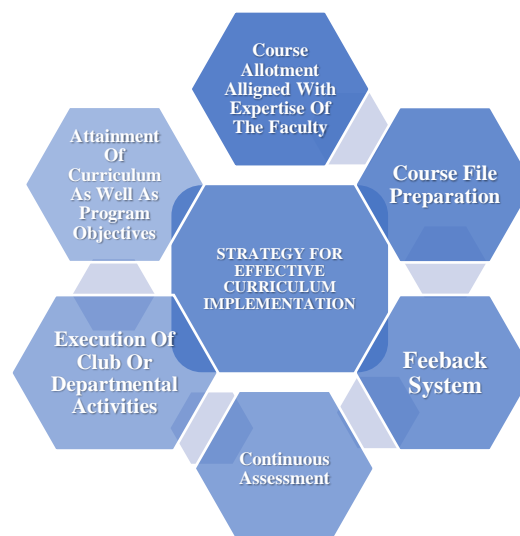 Course
Allotment
Alligned With
Expertise Of
The Faculty
Course File
Preparation
Feeback
System
Continuous
Assessment
Execution Of
Club Or
Departmental
Activities
Attainment
Of
Curriculum
As Well As
Program
Objectives
STRATEGY FOR
EFFECTIVE
CURRICULUM
IMPLEMENTATION